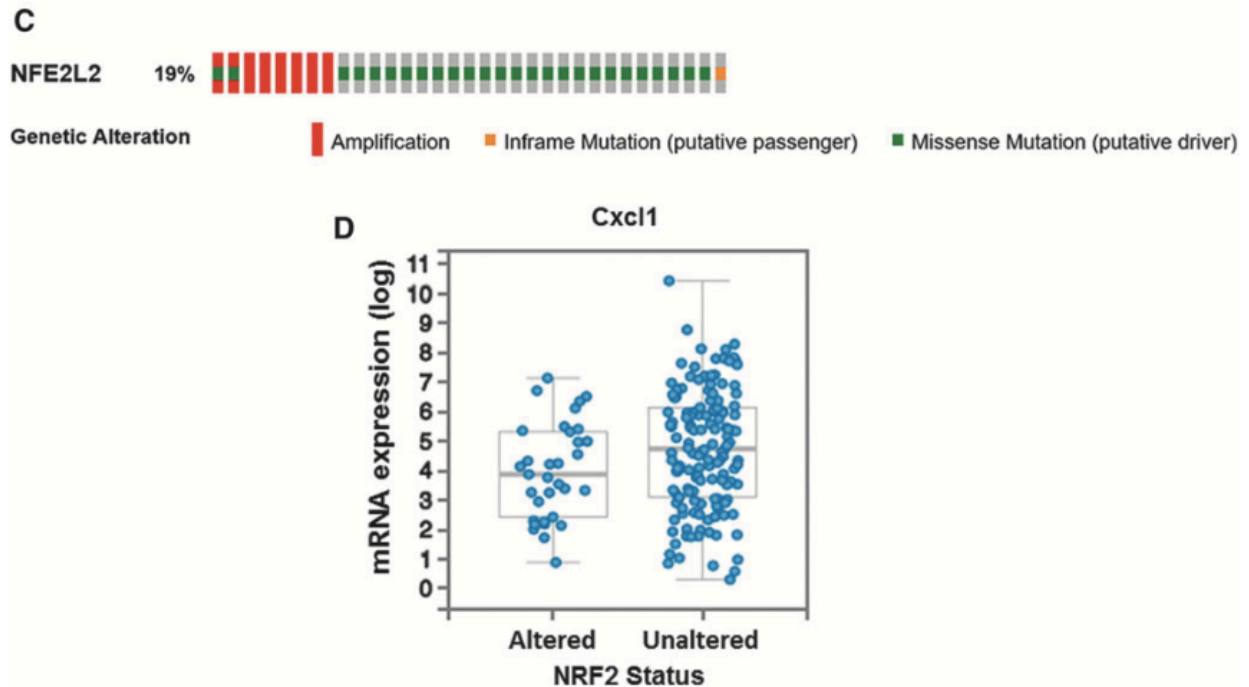 C
NFE2L2 19%
Genetic Alteration Amplification Inframe Mutation (putative passenger) Missense Mutation (putative driver)
D
Cxcl1
mRNA expression (log)
11
10
9
8
7
6
5
4
3
2
1
0
Altered Unaltered
NRF2 Status